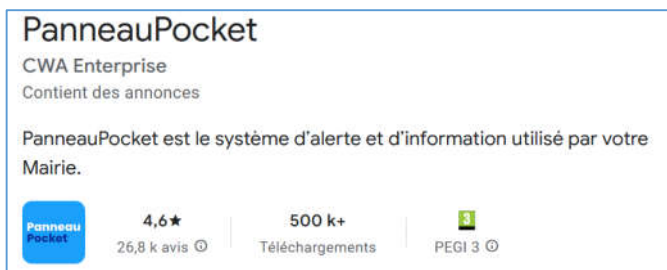 PanneauPocket
CWA Enterprise
Contient des annonces
PanneauPocket est le système d'alerte et d'information utilisé par votre
Mairie.
Panneau
Pocket
4,6★
26,8 k avis ⓘ
500 k+
Téléchargements
3
PEGI 3 ⓘ